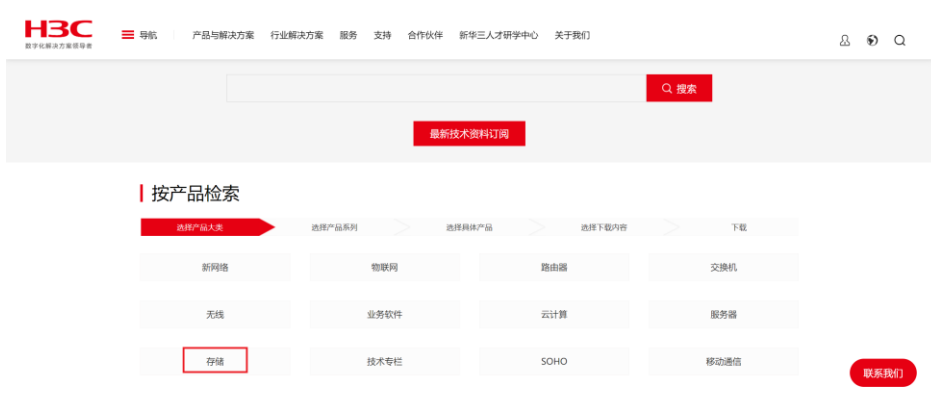 H3C
数字化解决方案领导者
导航 产品与解决方案 行业解决方案 服务 支持 合作伙伴 新华三人才研学中心 关于我们
搜索
最新技术资料订阅
按产品检索
选择产品大类 选择产品系列 选择具体产品 选择下载内容 下载
新网络 物联网 路由器 交换机
无线 业务软件 云计算 服务器
存储 技术专栏 SOHO 移动通信
联系我们